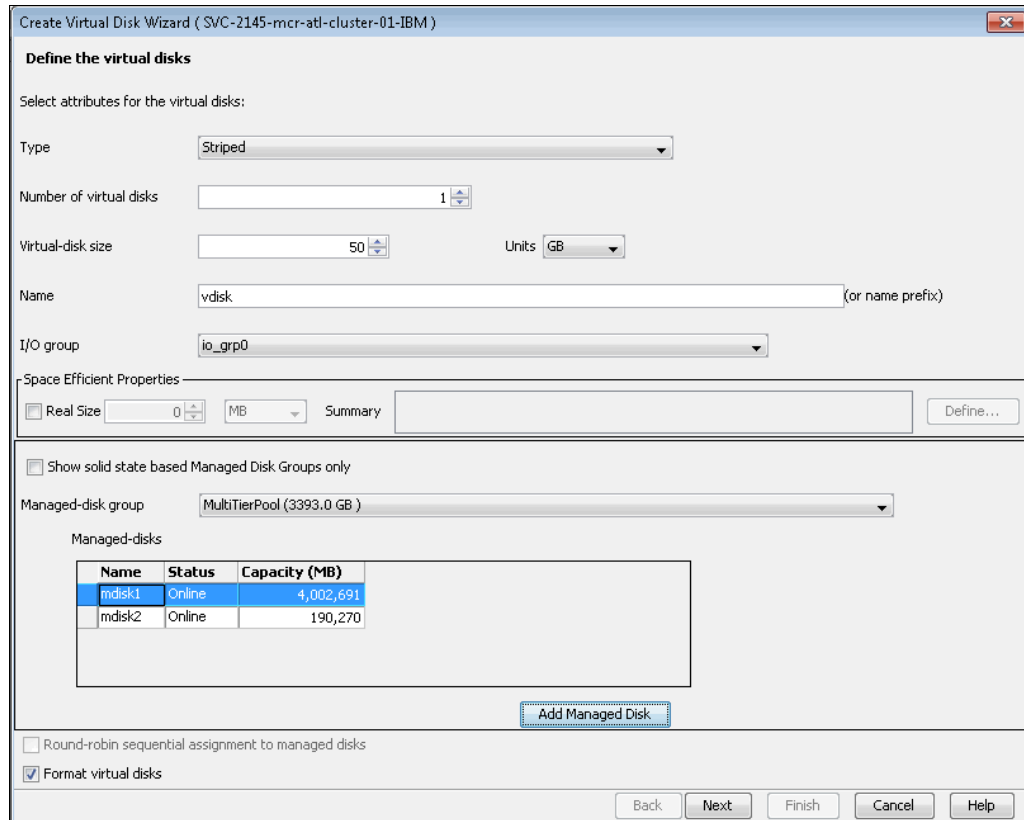 Create Virtual Disk Wizard ( SVC-2145-mcr-atl-cluster-01-IBM )
Define the virtual disks
Select attributes for the virtual disks:
Type Striped
Number of virtual disks 1
Virtual-disk size 50 Units GB
Name vdisk (or name prefix)
I/O group io_grp0
Space Efficient Properties
Real Size 0 MB Summary Define...
Show solid state based Managed Disk Groups only
Managed-disk group MultiTierPool (3393.0 GB )
Managed-disks
Name Status Capacity (MB)
mdisk1 Online 4,002,691
mdisk2 Online 190,270
Add Managed Disk
Round-robin sequential assignment to managed disks
Format virtual disks
Back Next Finish Cancel Help